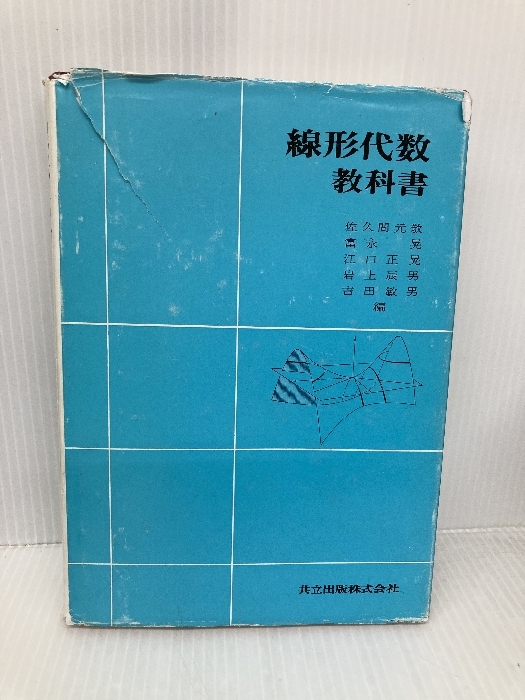 線形代数
教科書
佐久間元敬
富永 晃
江戸正晃
岩上辰男
吉田敏男
編
共立出版株式会社